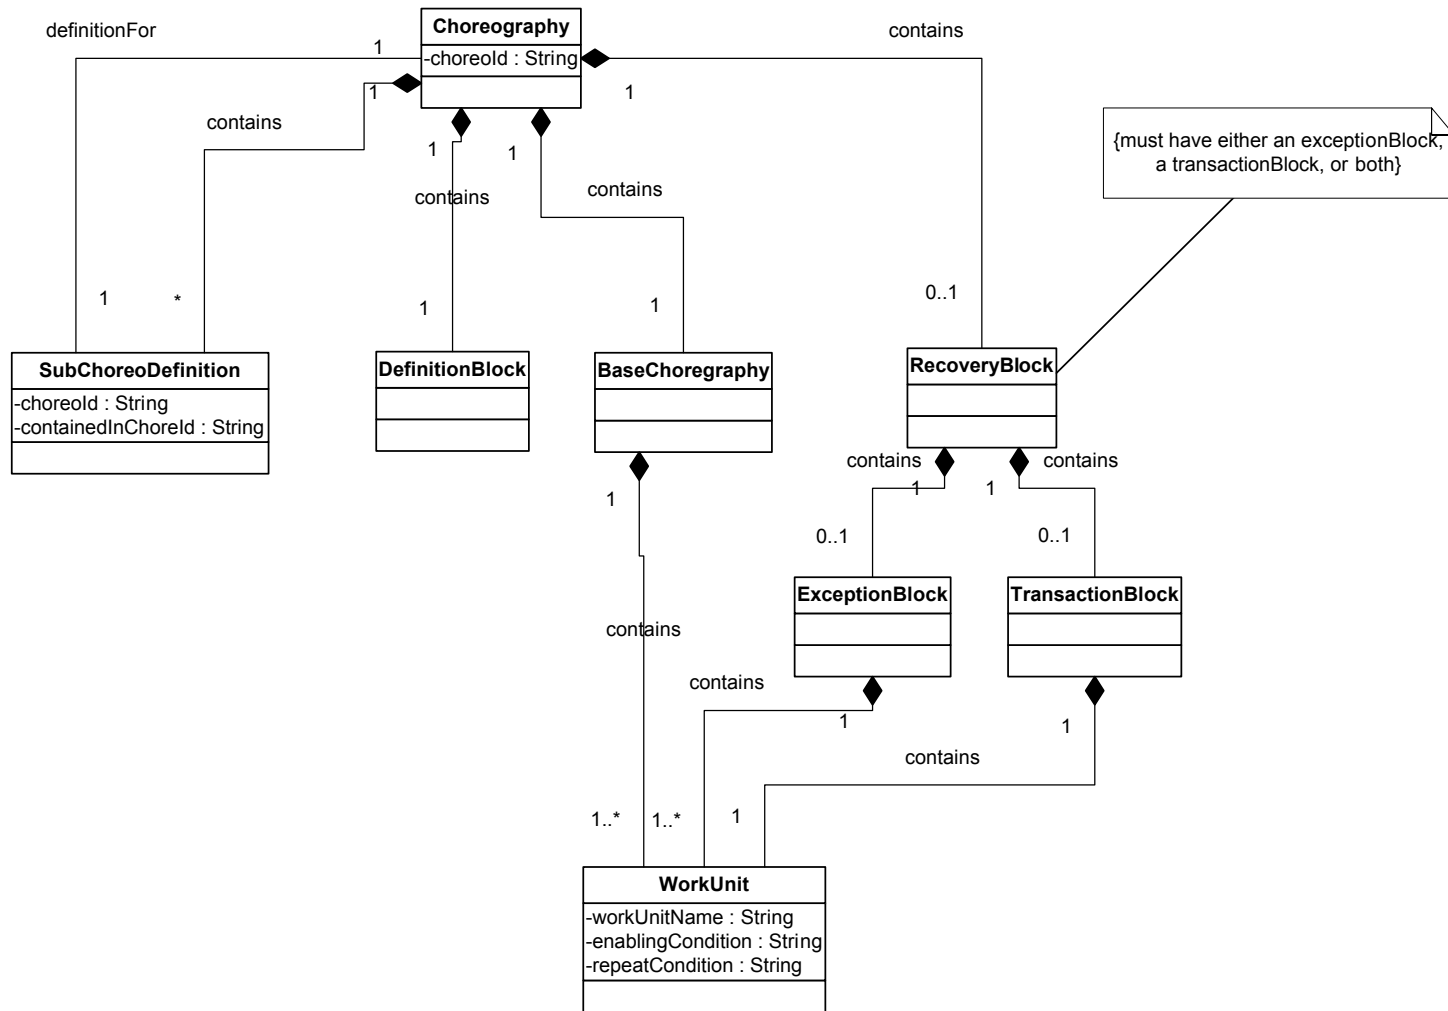 definitionFor
Choreography
contains
1
-choreoId : String
1
1
contains
1
1
{must have either an exceptionBlock,
a transactionBlock, or both}
contains
contains
1
*
1
1
0..1
SubChoreoDefinition
-choreoId : String
-containedInChoreId : String
DefinitionBlock
BaseChoregraphy
RecoveryBlock
contains
contains
1
1
1
0..1
0..1
ExceptionBlock
TransactionBlock
contains
contains
1
1
contains
1..*
1..*
1
WorkUnit
-workUnitName : String
-enablingCondition : String
-repeatCondition : String